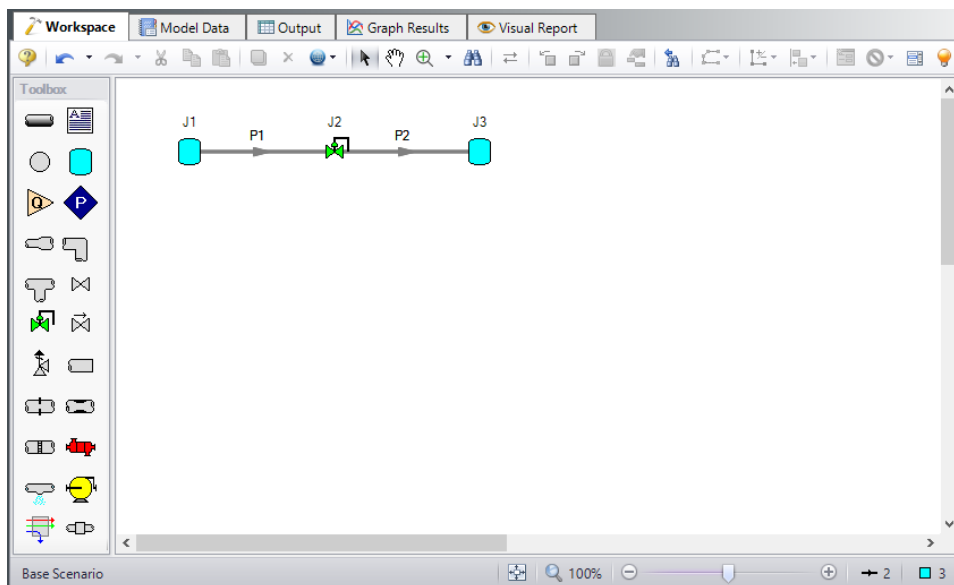 Workspace Model Data Output Graph Results Visual Report
Toolbox
A
J1 J2 J3
P1 P2
Q P
Base Scenario 100% 2 3